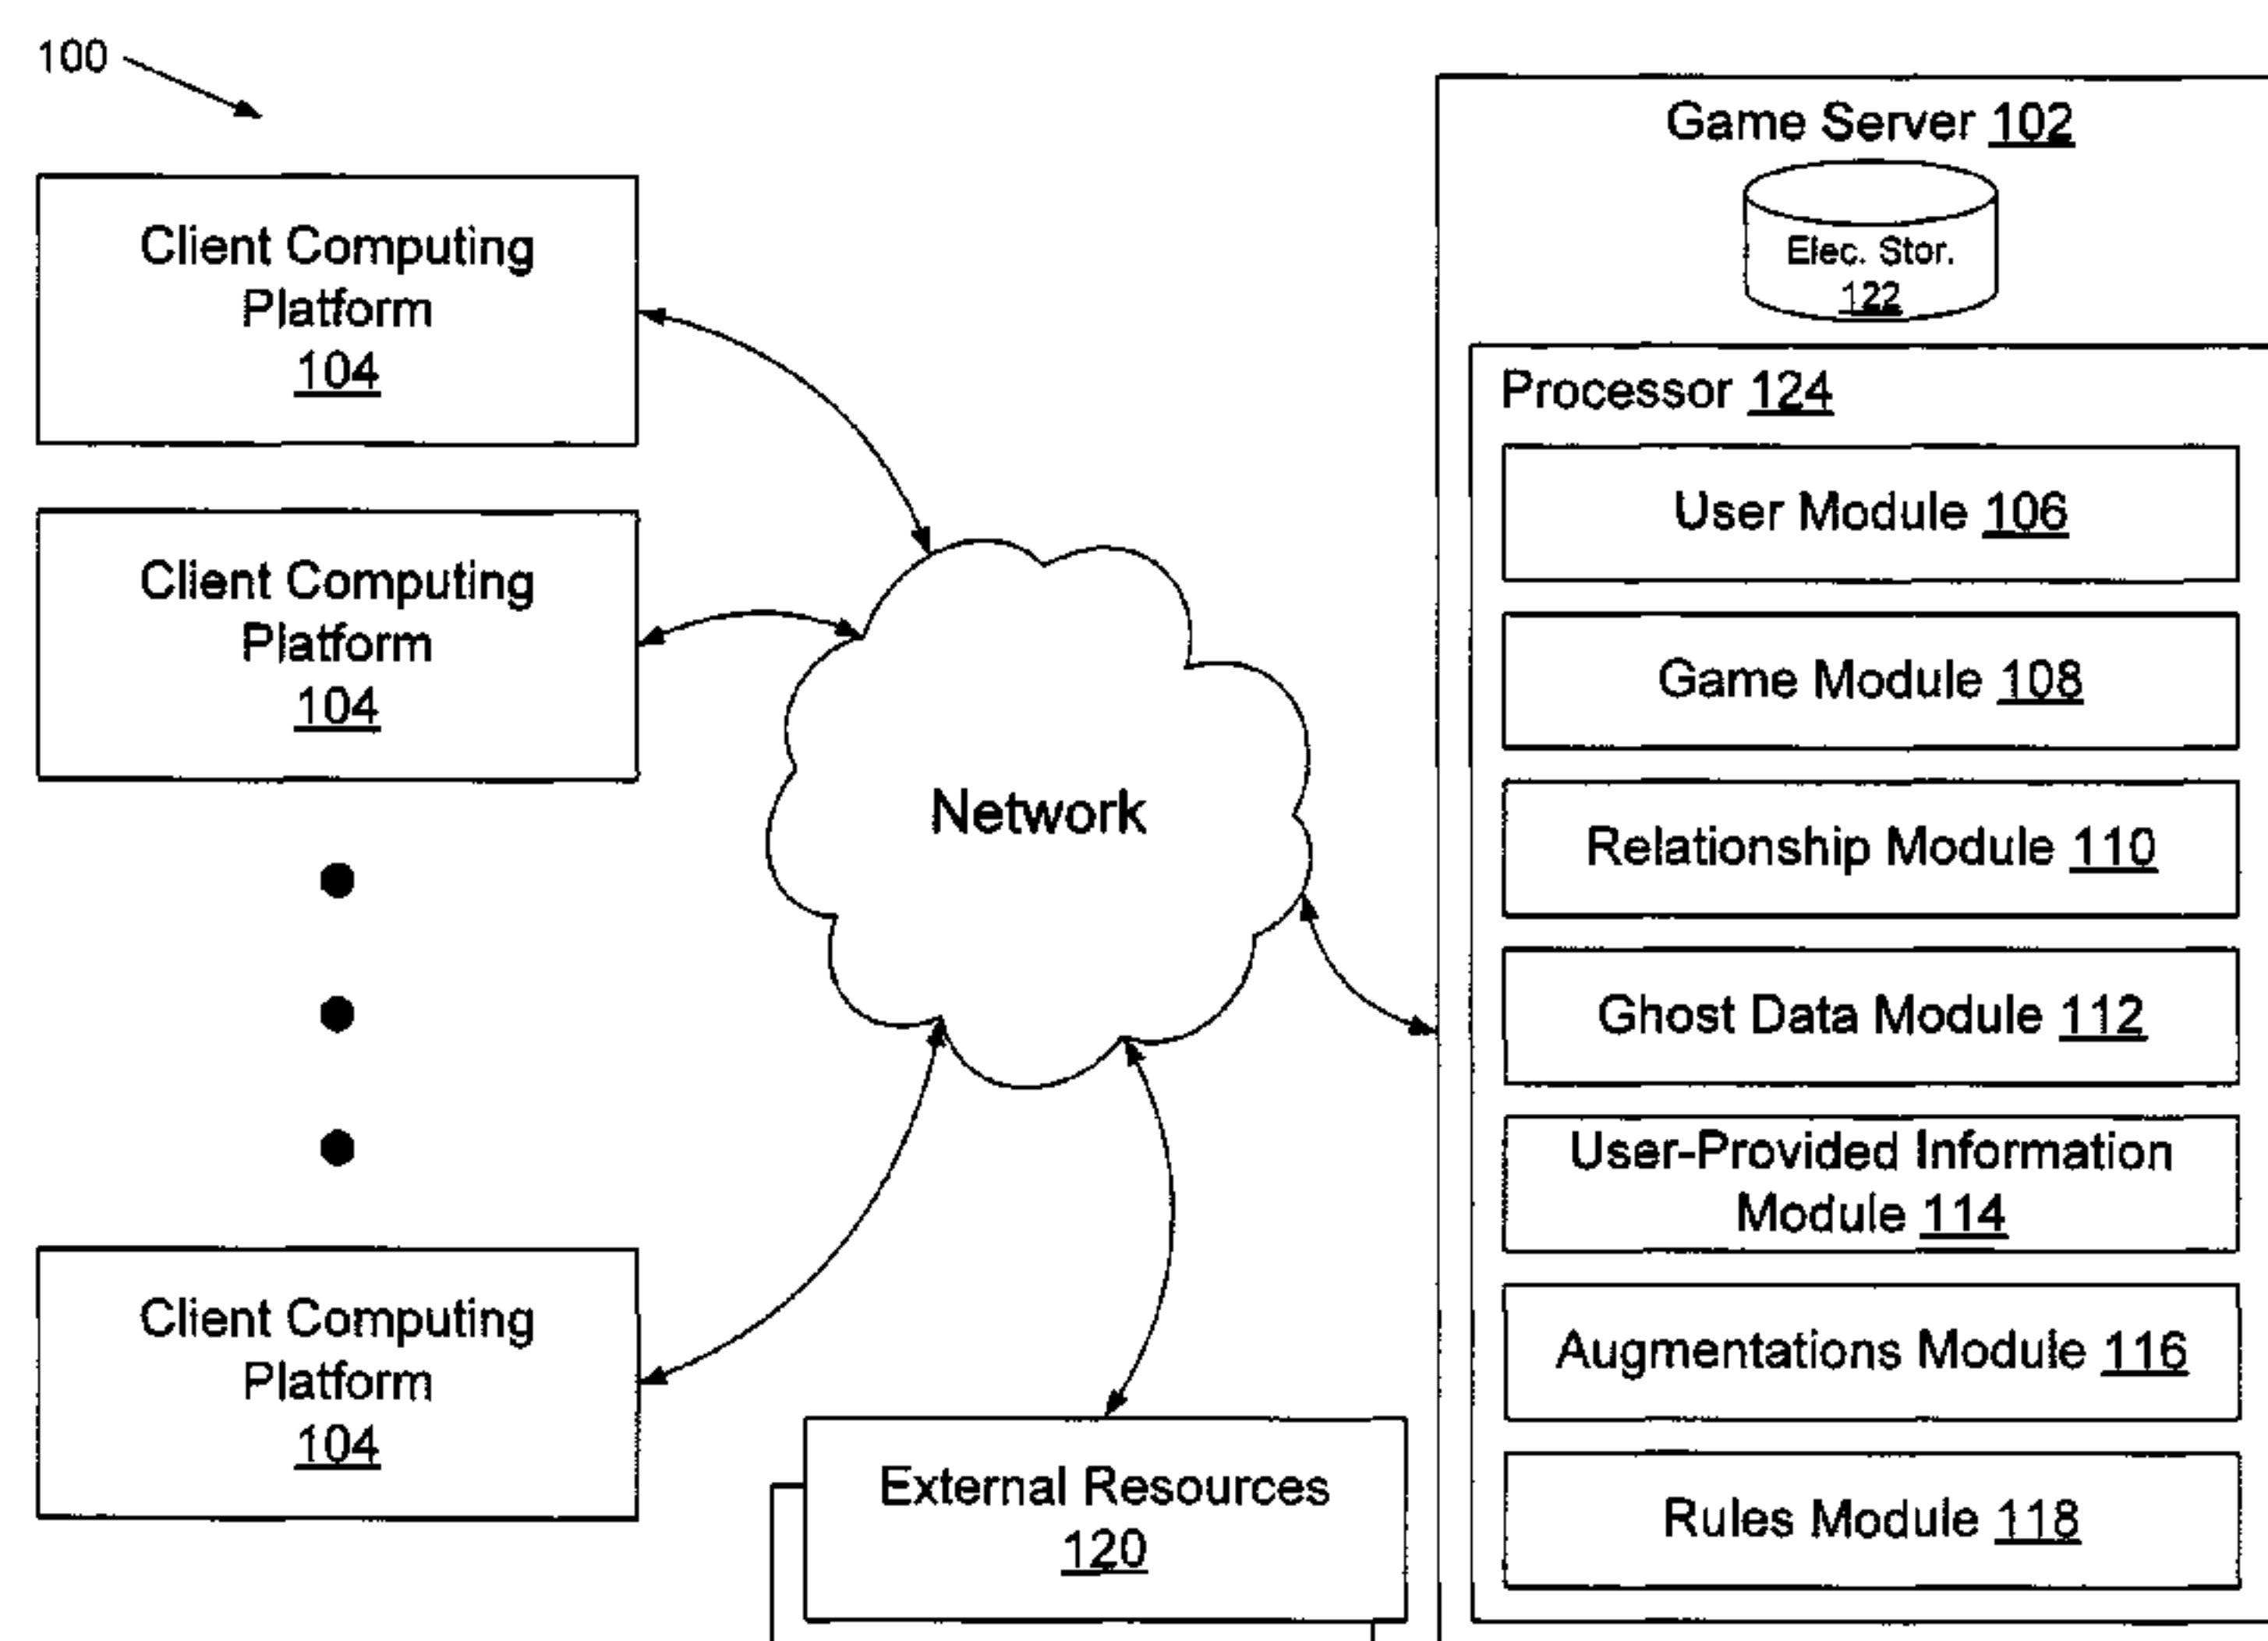 100
Client Computing
Platform
104
Client Computing
Platform
104
Client Computing
Platform
104
Network
External Resources
120
Game Server 102
Elec. Stor.
122
Processor 124
User Module 106
Game Module 108
Relationship Module 110
Ghost Data Module 112
User-Provided Information
Module 114
Augmentations Module 116
Rules Module 118